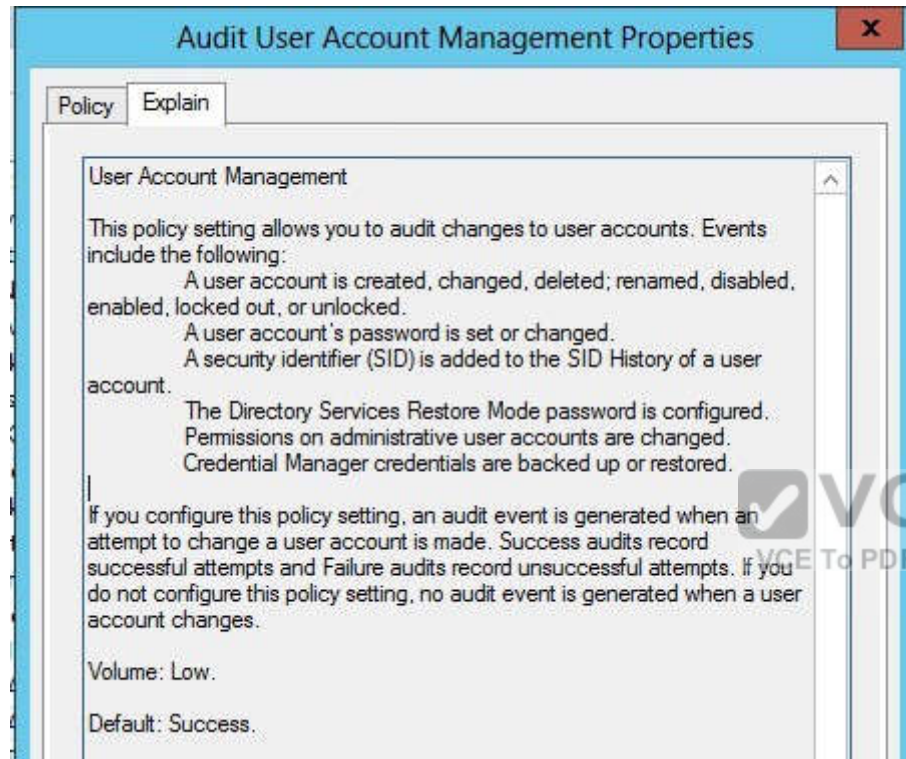 Audit User Account Management Properties
x
Policy
Explain
User Account Management
This policy setting allows you to audit changes to user accounts. Events
include the following:
A user account is created, changed, deleted; renamed, disabled,
enabled, locked out, or unlocked.
A user account's password is set or changed.
A security identifier (SID) is added to the SID History of a user
account.
The Directory Services Restore Mode password is configured.
Permissions on administrative user accounts are changed.
Credential Manager credentials are backed up or restored.
VC
If you configure this policy setting, an audit event is generated when an
attempt to change a user account is made. Success audits record
successful attempts and Failure audits record unsuccessful attempts. If you
VCE To PD
do not configure this policy setting, no audit event is generated when a user
account changes.
Volume: Low.
Default: Success.